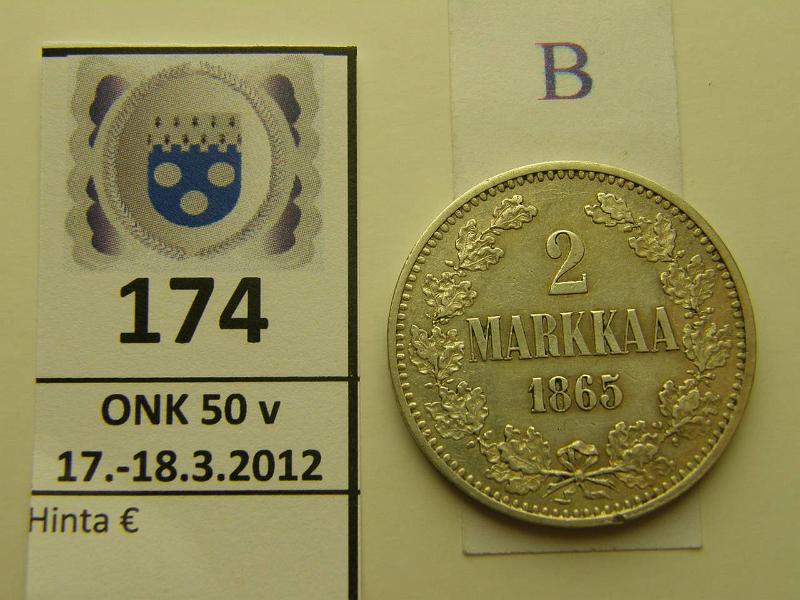 174
ONK 50 v
17.-18.3.2012
Hinta €
B
2
MARKKAA
1865